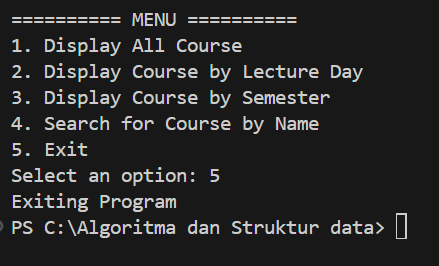 ========== MENU ==========
1. Display All Course
2. Display Course by Lecture Day
3. Display Course by Semester
4. Search for Course by Name
5. Exit
Select an option: 5
Exiting Program
PS C:\Algoritma dan Struktur data>